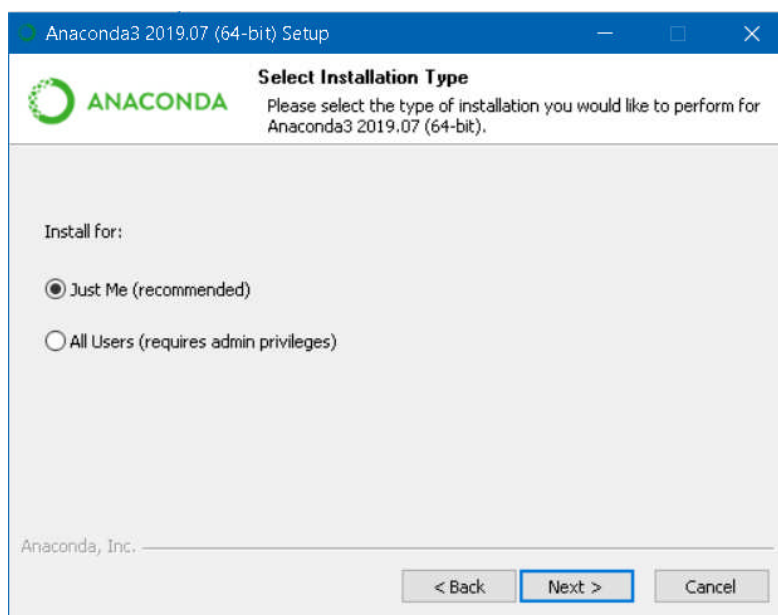 Anaconda3 2019.07 (64-bit) Setup
ANACONDA
Select Installation Type
Please select the type of installation you would like to perform for
Anaconda3 2019.07 (64-bit).
Install for:
Just Me (recommended)
All Users (requires admin privileges)
Anaconda, Inc.
< Back
Next >
Cancel